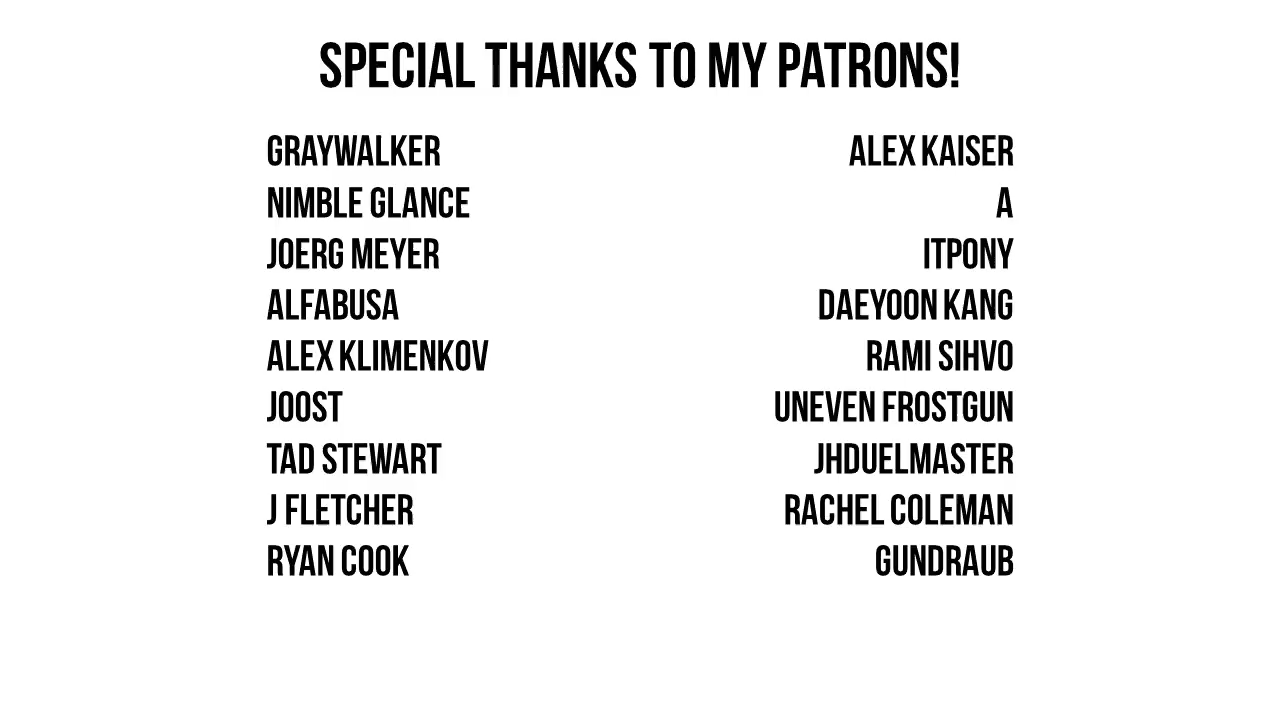 SPECIAL THANKS TO MY PATRONS!
GRAYWALKER
NIMBLE GLANCE
JOERG MEYER
ALFABUSA
ALEX KLIMENKOV
JOOST
TAD STEWART
J FLETCHER
RYAN COOK
ALEX KAISER
A
ITPONY
DAEYOON KANG
RAMI SIHVO
UNEVEN FROSTGUN
JHDUELMASTER
RACHEL COLEMAN
GUNDRAUB